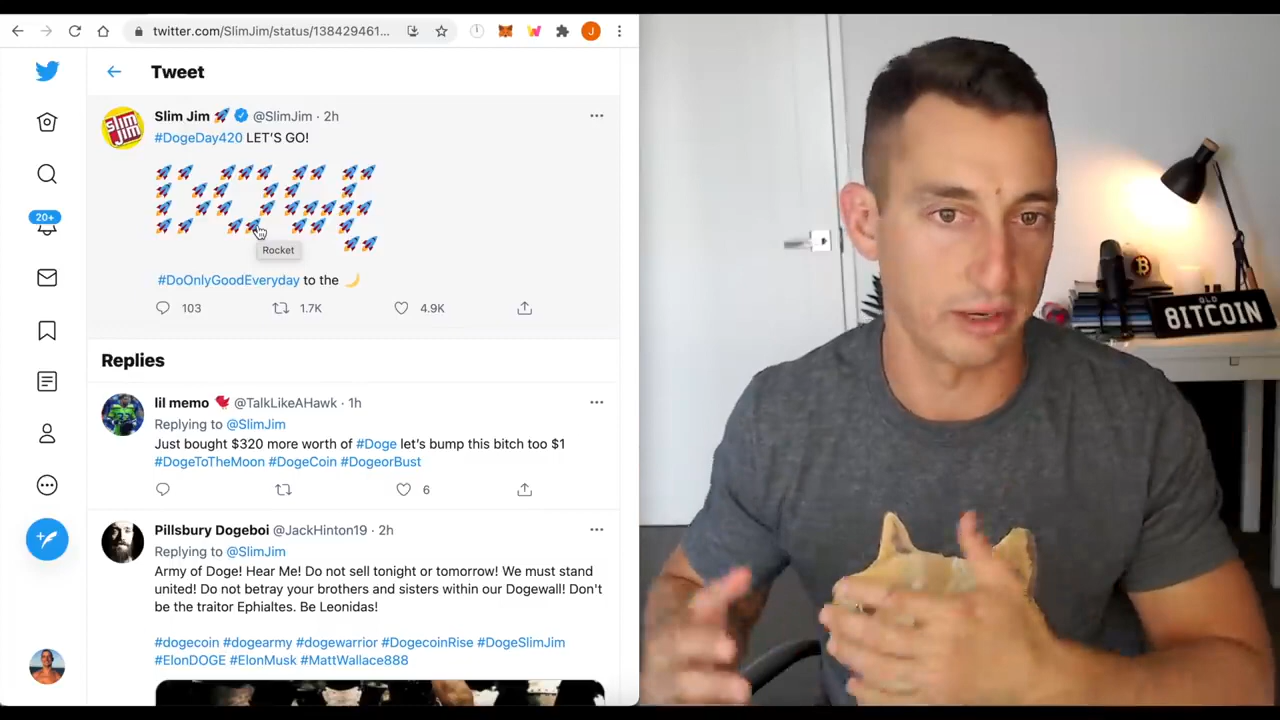 twitter.com/SlimJim/status/138429461...
J
Tweet
slim jim
Slim Jim 🚀 @SlimJim · 2h
#DogeDay420 LET'S GO!
🚀🚀 🚀🚀🚀 🚀🚀 🚀🚀
🚀 🚀🚀 🚀🚀 🚀
🚀 🚀🚀 🚀 🚀🚀🚀🚀🚀
🚀🚀 🚀🚀 🚀🚀 🚀
🚀🚀
Rocket
#DoOnlyGoodEveryday to the 🌙
103 1.7K 4.9K
20+
Replies
lil memo @TalkLikeAHawk · 1h
Replying to @SlimJim
Just bought $320 more worth of #Doge let's bump this bitch too $1
#DogeToTheMoon #DogeCoin #DogeorBust
6
Pillsbury Dogeboi @JackHinton19 · 2h
Replying to @SlimJim
Army of Doge! Hear Me! Do not sell tonight or tomorrow! We must stand
united! Do not betray your brothers and sisters within our Dogewall! Don't
be the traitor Ephialtes. Be Leonidas!
#dogecoin #dogearmy #dogewarrior #DogecoinRise #DogeSlimJim
#ElonDOGE #ElonMusk #MattWallace888
QLD
8ITCOIN